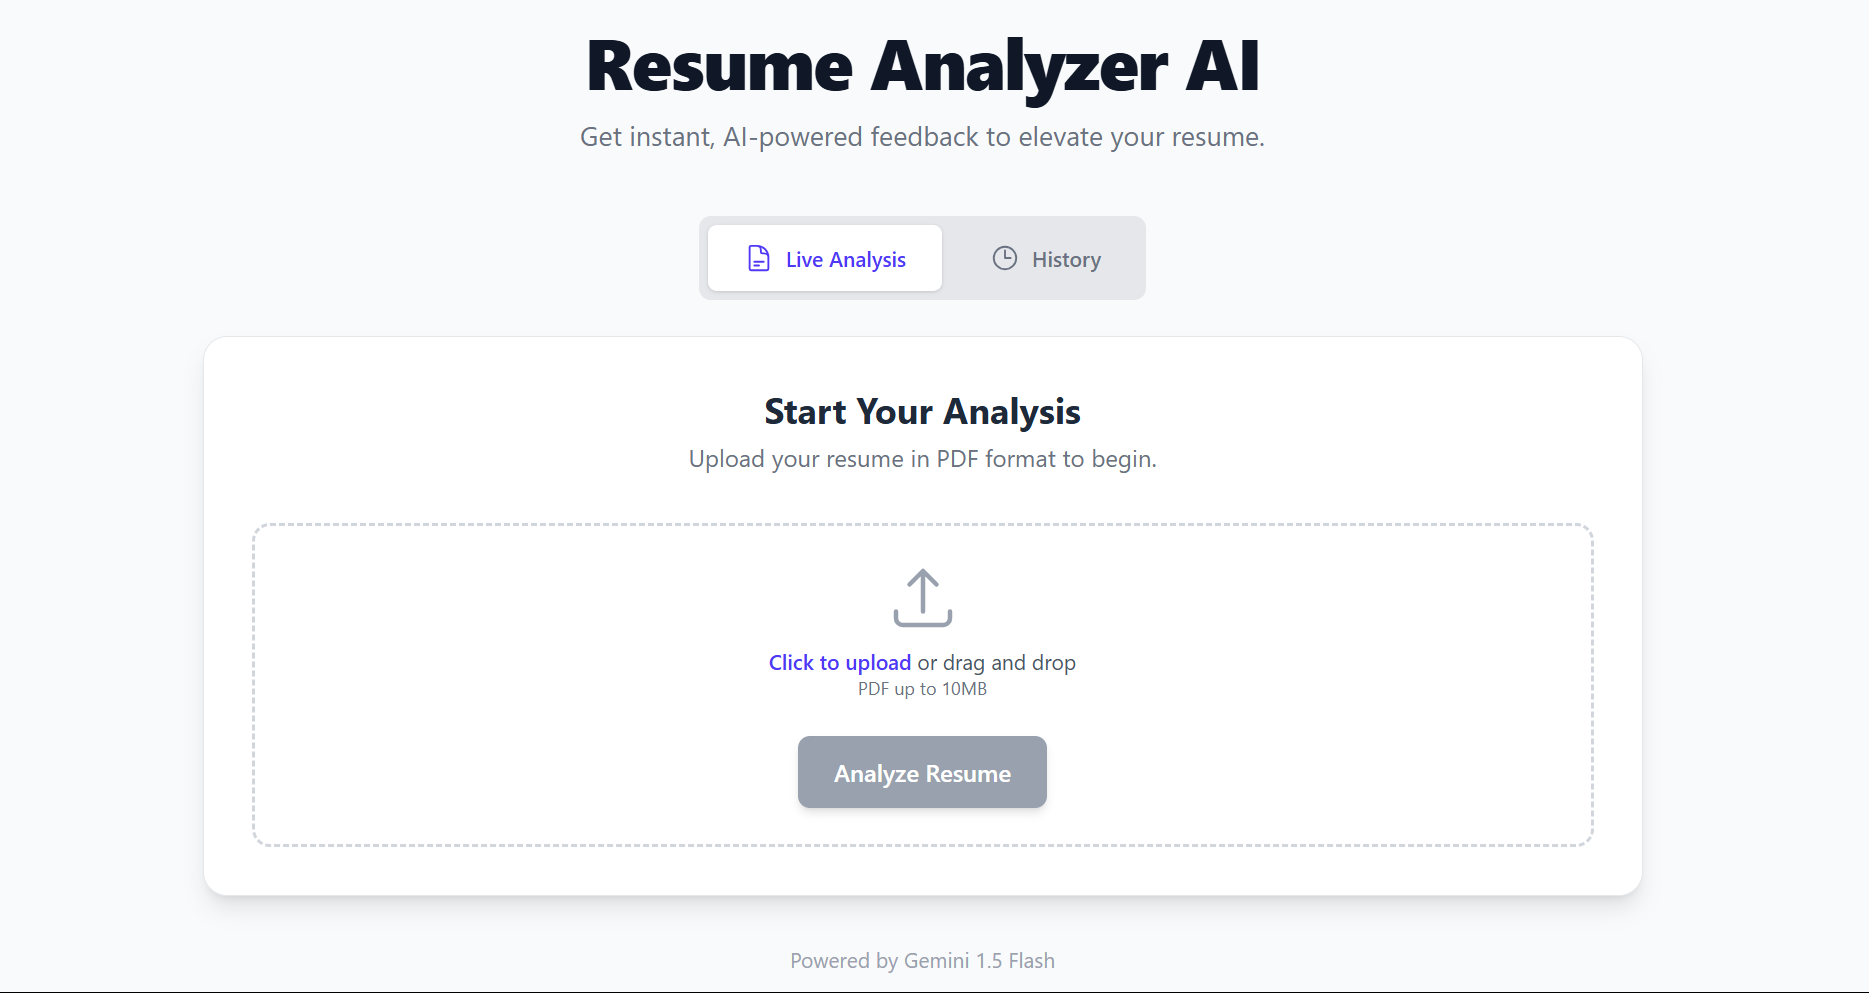 Resume Analyzer AI
Get instant, AI-powered feedback to elevate your resume.
Live Analysis
History
Start Your Analysis
Upload your resume in PDF format to begin.
Click to upload or drag and drop
PDF up to 10MB
Analyze Resume
Powered by Gemini 1.5 Flash